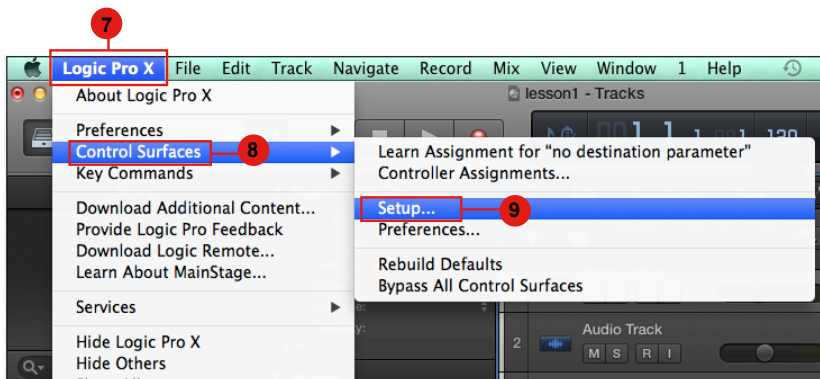 7
Logic Pro X File Edit Track Navigate Record Mix View Window 1 Help
lesson1 - Tracks
About Logic Pro X
Preferences
Control Surfaces
8
Key Commands
Download Additional Content...
Provide Logic Pro Feedback
Download Logic Remote...
Learn About MainStage...
Services
Hide Logic Pro X
Hide Others
Learn Assignment for "no destination parameter"
Controller Assignments...
Setup...
9
Preferences...
Rebuild Defaults
Bypass All Control Surfaces
2
Audio Track
M S R I